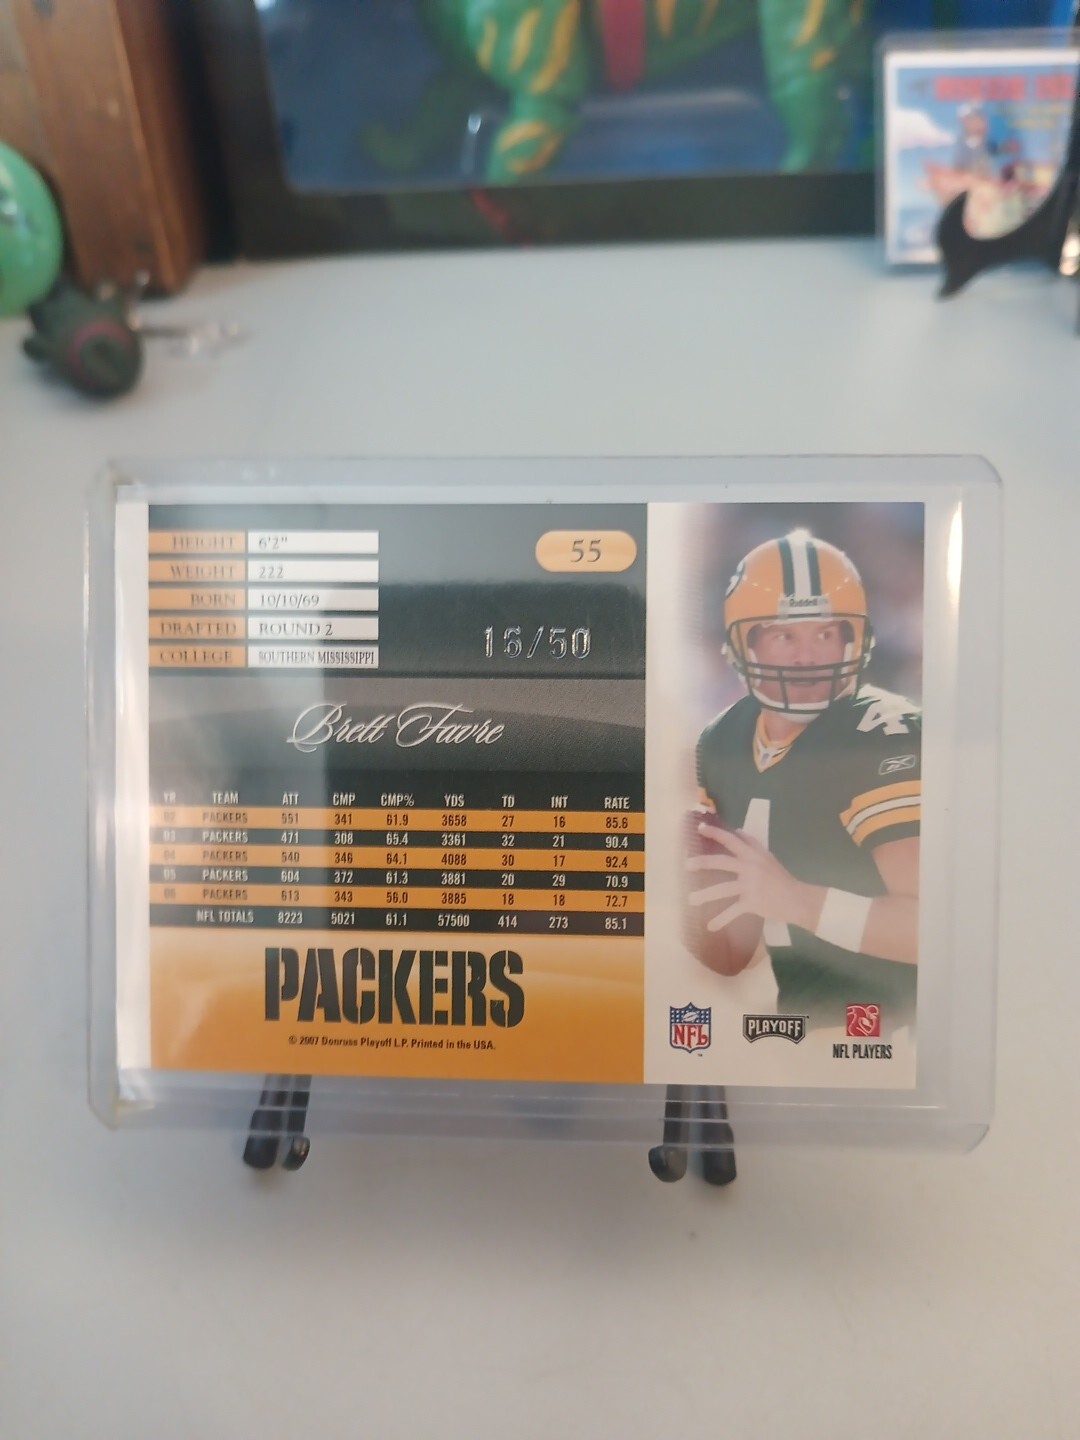 HEIGHT 6'2"
WEIGHT 222
BORN 10/10/69
DRAFTED ROUND 2
COLLEGE SOUTHERN MISSISSIPPI
55
16/50
Brett Favre
YR TEAM ATT CMP CMP% YDS TD INT RATE
02 PACKERS 551 341 61.9 3658 27 16 85.6
03 PACKERS 471 308 65.4 3361 32 21 90.4
04 PACKERS 540 346 64.1 4088 30 17 92.4
05 PACKERS 604 372 61.3 3881 20 29 70.9
06 PACKERS 613 343 56.0 3885 18 18 72.7
NFL TOTALS 8223 5021 61.1 57500 414 273 85.1
PACKERS
© 2007 Donruss Playoff L.P. Printed in the USA.
Riddell
4
4
NFL
PLAYOFF
NFL PLAYERS